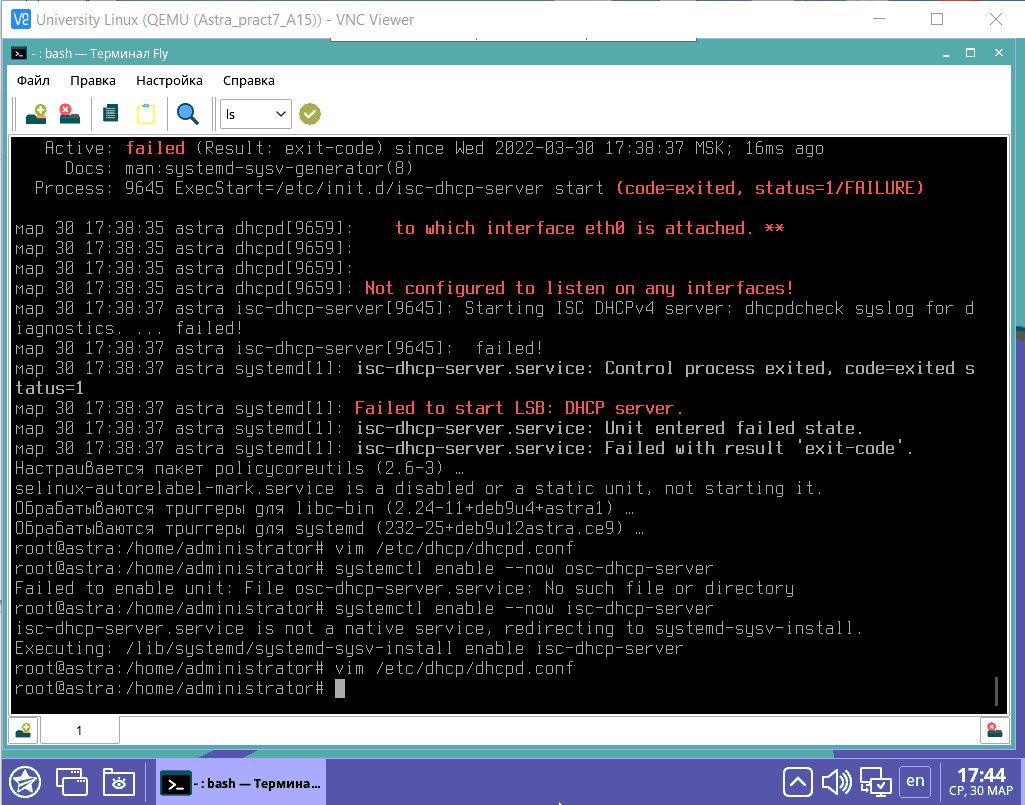 University Linux (QEMU (Astra_pract7_A15)) - VNC Viewer
- : bash — Терминал Fly
Файл Правка Настройка Справка
ls
Active: failed (Result: exit-code) since Wed 2022-03-30 17:38:37 MSK; 16ms ago
Docs: man:systemd-sysv-generator(8)
Process: 9645 ExecStart=/etc/init.d/isc-dhcp-server start (code=exited, status=1/FAILURE)
мар 30 17:38:35 astra dhcpd[9659]:    to which interface eth0 is attached. **
мар 30 17:38:35 astra dhcpd[9659]:
мар 30 17:38:35 astra dhcpd[9659]:
мар 30 17:38:35 astra dhcpd[9659]: Not configured to listen on any interfaces!
мар 30 17:38:37 astra isc-dhcp-server[9645]: Starting ISC DHCPv4 server: dhcpdcheck syslog for d
iagnostics. ... failed!
мар 30 17:38:37 astra isc-dhcp-server[9645]:  failed!
мар 30 17:38:37 astra systemd[1]: isc-dhcp-server.service: Control process exited, code=exited s
tatus=1
мар 30 17:38:37 astra systemd[1]: Failed to start LSB: DHCP server.
мар 30 17:38:37 astra systemd[1]: isc-dhcp-server.service: Unit entered failed state.
мар 30 17:38:37 astra systemd[1]: isc-dhcp-server.service: Failed with result 'exit-code'.
Настраивается пакет policycoreutils (2.6-3) …
selinux-autorelabel-mark.service is a disabled or a static unit, not starting it.
Обрабатываются триггеры для libc-bin (2.24-11+deb9u4+astra1) …
Обрабатываются триггеры для systemd (232-25+deb9u12astra.ce9) …
root@astra:/home/administrator# vim /etc/dhcp/dhcpd.conf
root@astra:/home/administrator# systemctl enable --now osc-dhcp-server
Failed to enable unit: File osc-dhcp-server.service: No such file or directory
root@astra:/home/administrator# systemctl enable --now isc-dhcp-server
isc-dhcp-server.service is not a native service, redirecting to systemd-sysv-install.
Executing: /lib/systemd/systemd-sysv-install enable isc-dhcp-server
root@astra:/home/administrator# vim /etc/dhcp/dhcpd.conf
root@astra:/home/administrator#
1
- : bash — Термина...
en
17:44
СР, 30 МАР